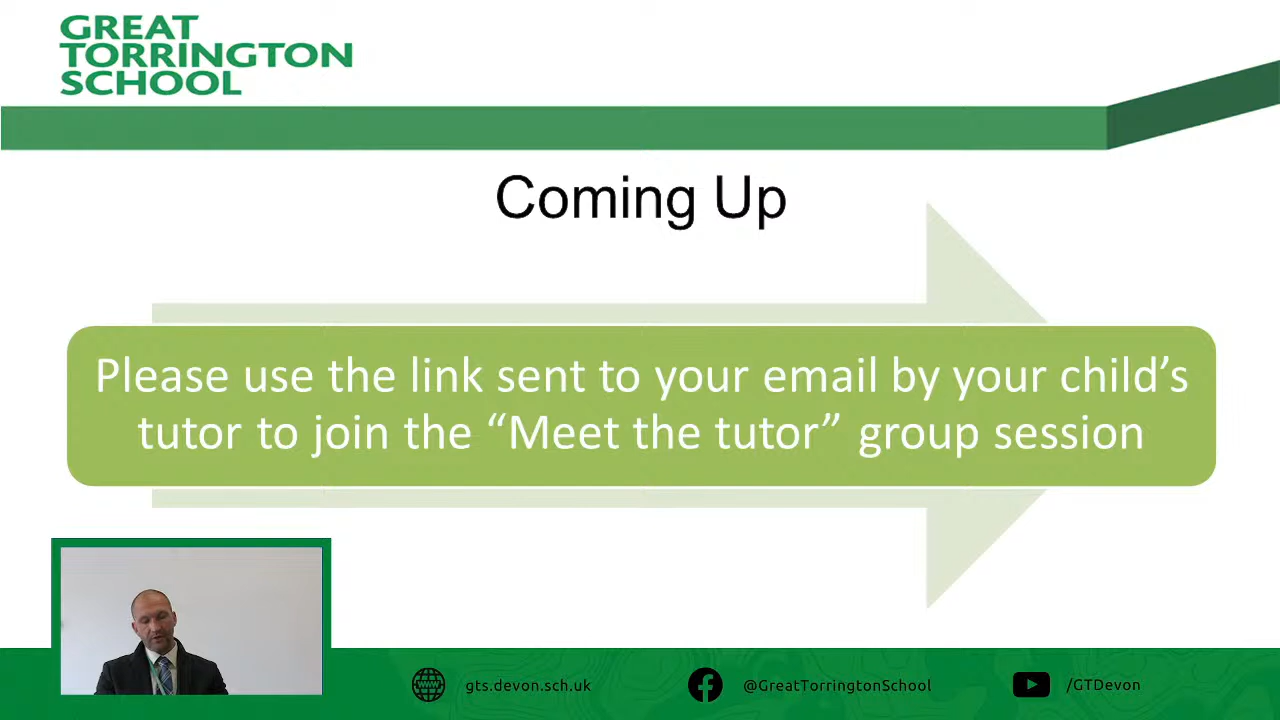 GREAT
TORRINGTON
SCHOOL
Coming Up
Please use the link sent to your email by your child’s
tutor to join the “Meet the tutor” group session
gts.devon.sch.uk
@GreatTorringtonSchool
/GTDevon